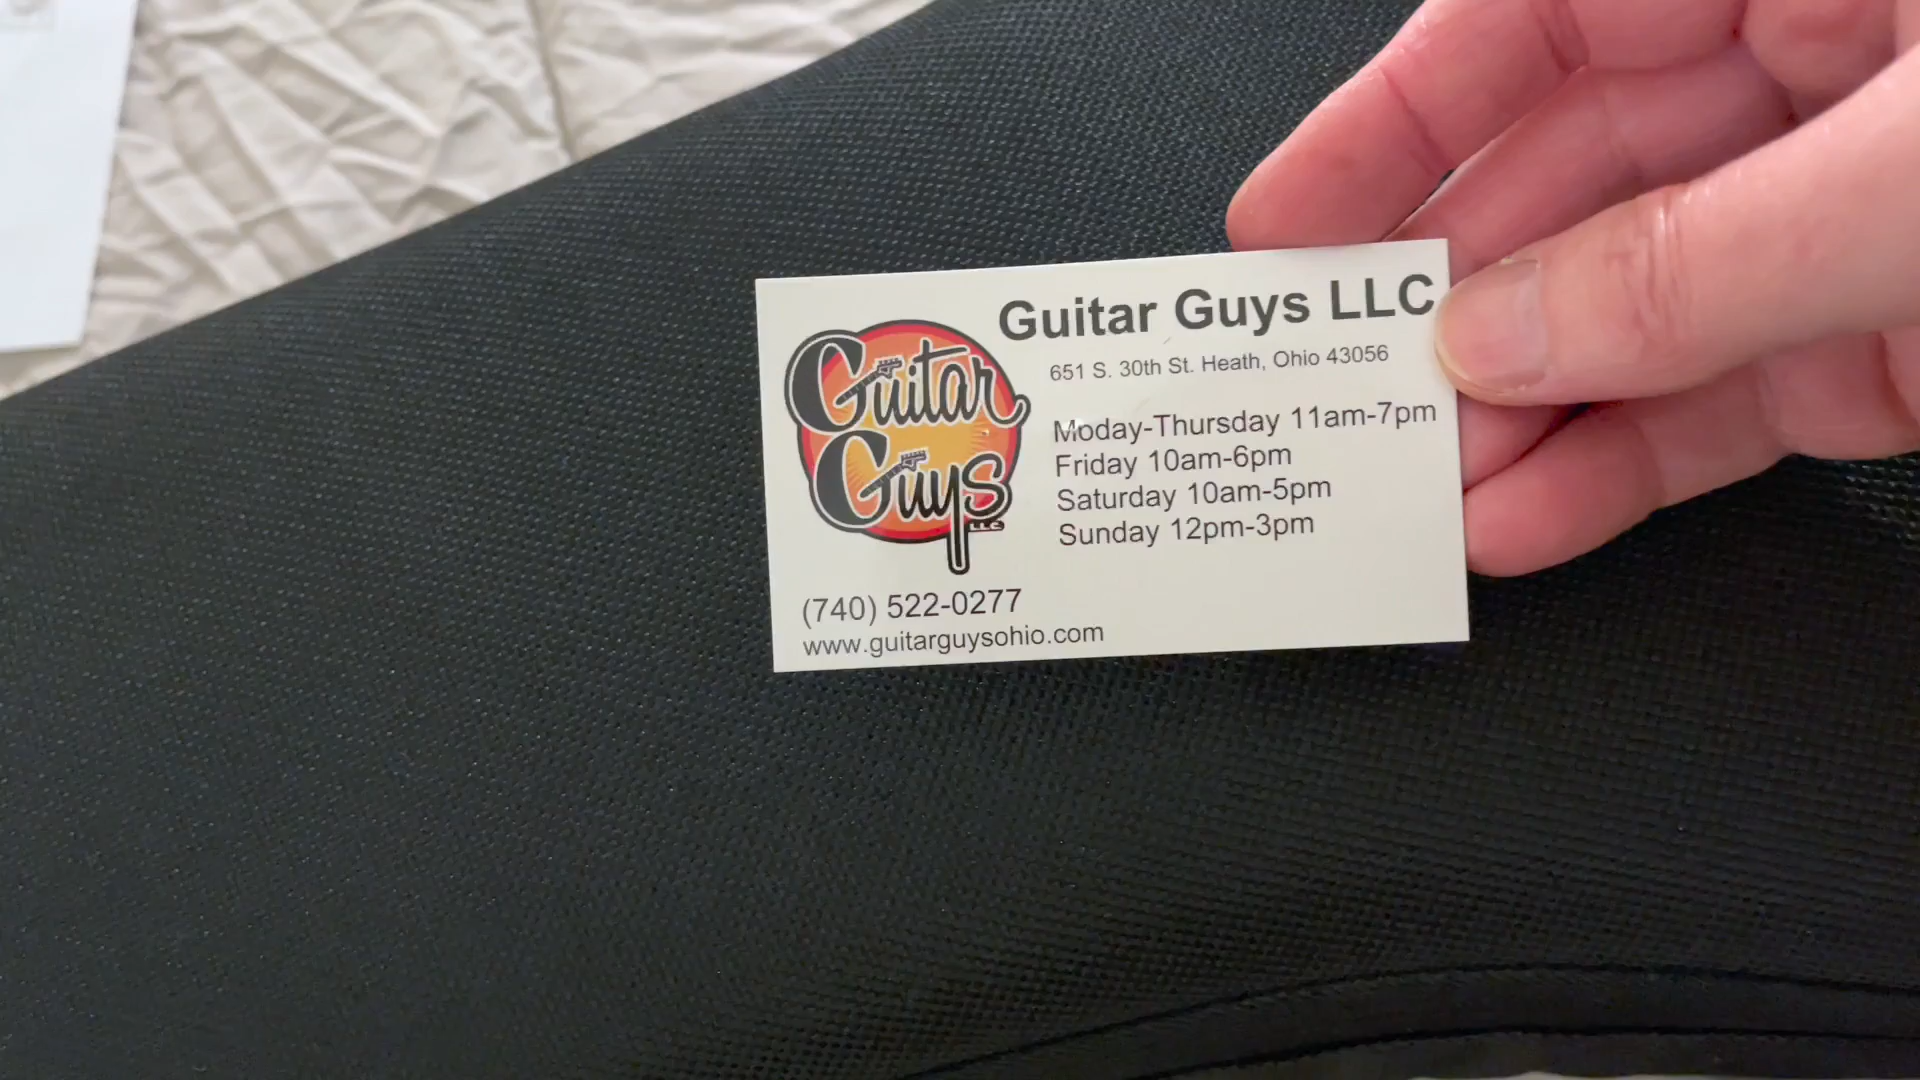 Guitar Guys LLC
651 S. 30th St. Heath, Ohio 43056
Guitar
Guys
LLC
Moday-Thursday 11am-7pm
Friday 10am-6pm
Saturday 10am-5pm
Sunday 12pm-3pm
(740) 522-0277
www.guitarguysohio.com